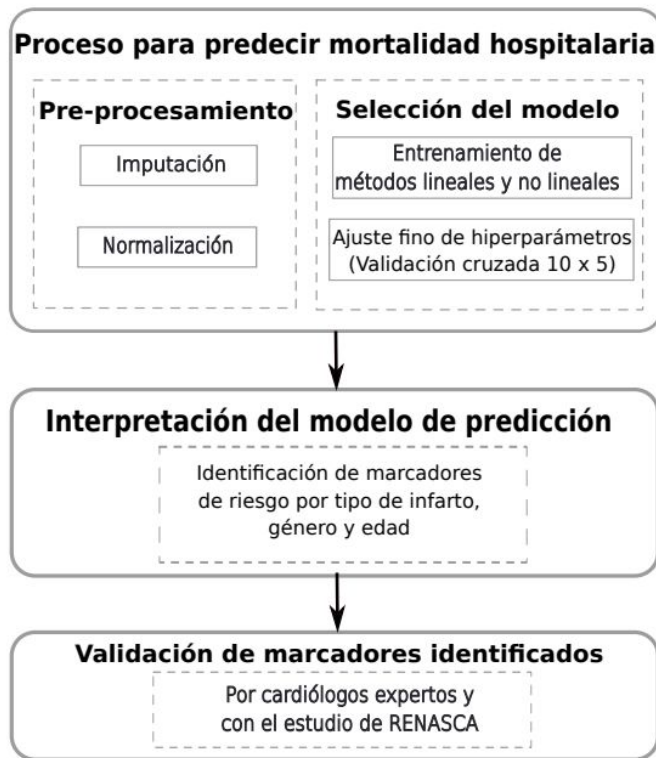 Proceso para predecir mortalidad hospitalaria
Pre-procesamiento
Imputación
Normalización
Selección del modelo
Entrenamiento de
métodos lineales y no lineales
Ajuste fino de hiperparámetros
(Validación cruzada 10 x 5)
Interpretación del modelo de predicción
Identificación de marcadores
de riesgo por tipo de infarto,
género y edad
Validación de marcadores identificados
Por cardiólogos expertos y
con el estudio de RENASCA